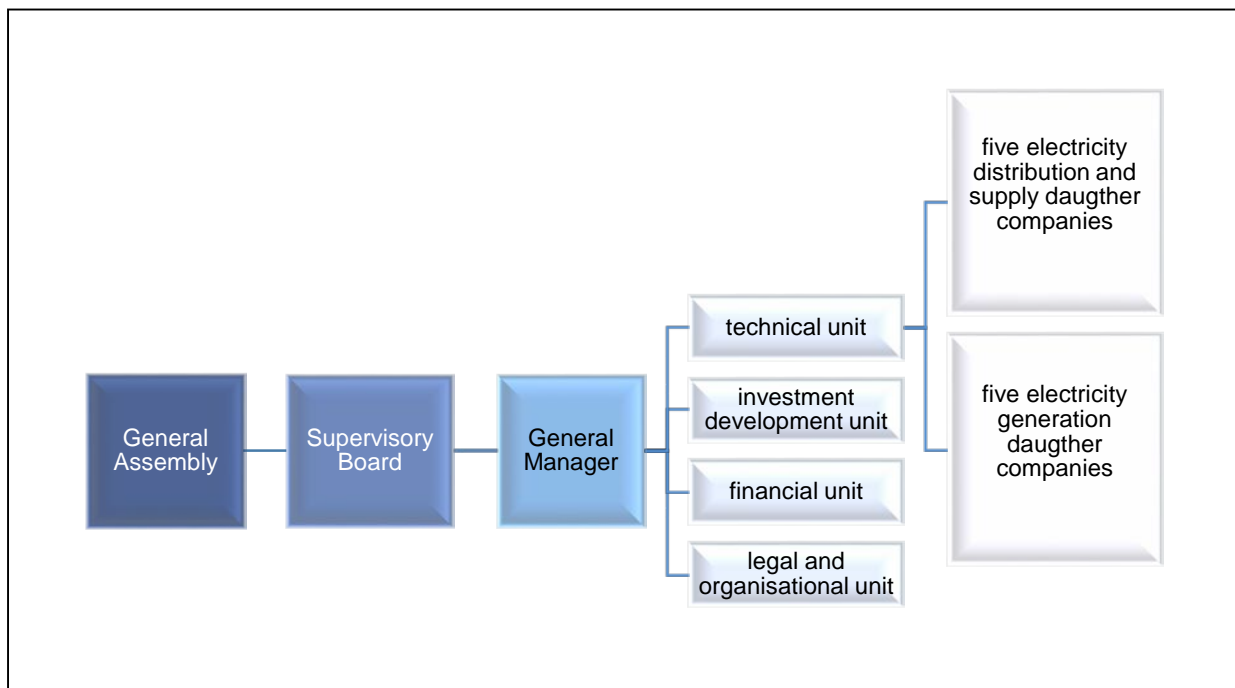 General
Assembly
Supervisory
Board
General
Manager
technical unit
investment
development unit
financial unit
legal and
organisational unit
five electricity
distribution and
supply daugther
companies
five electricity
generation
daugther
companies